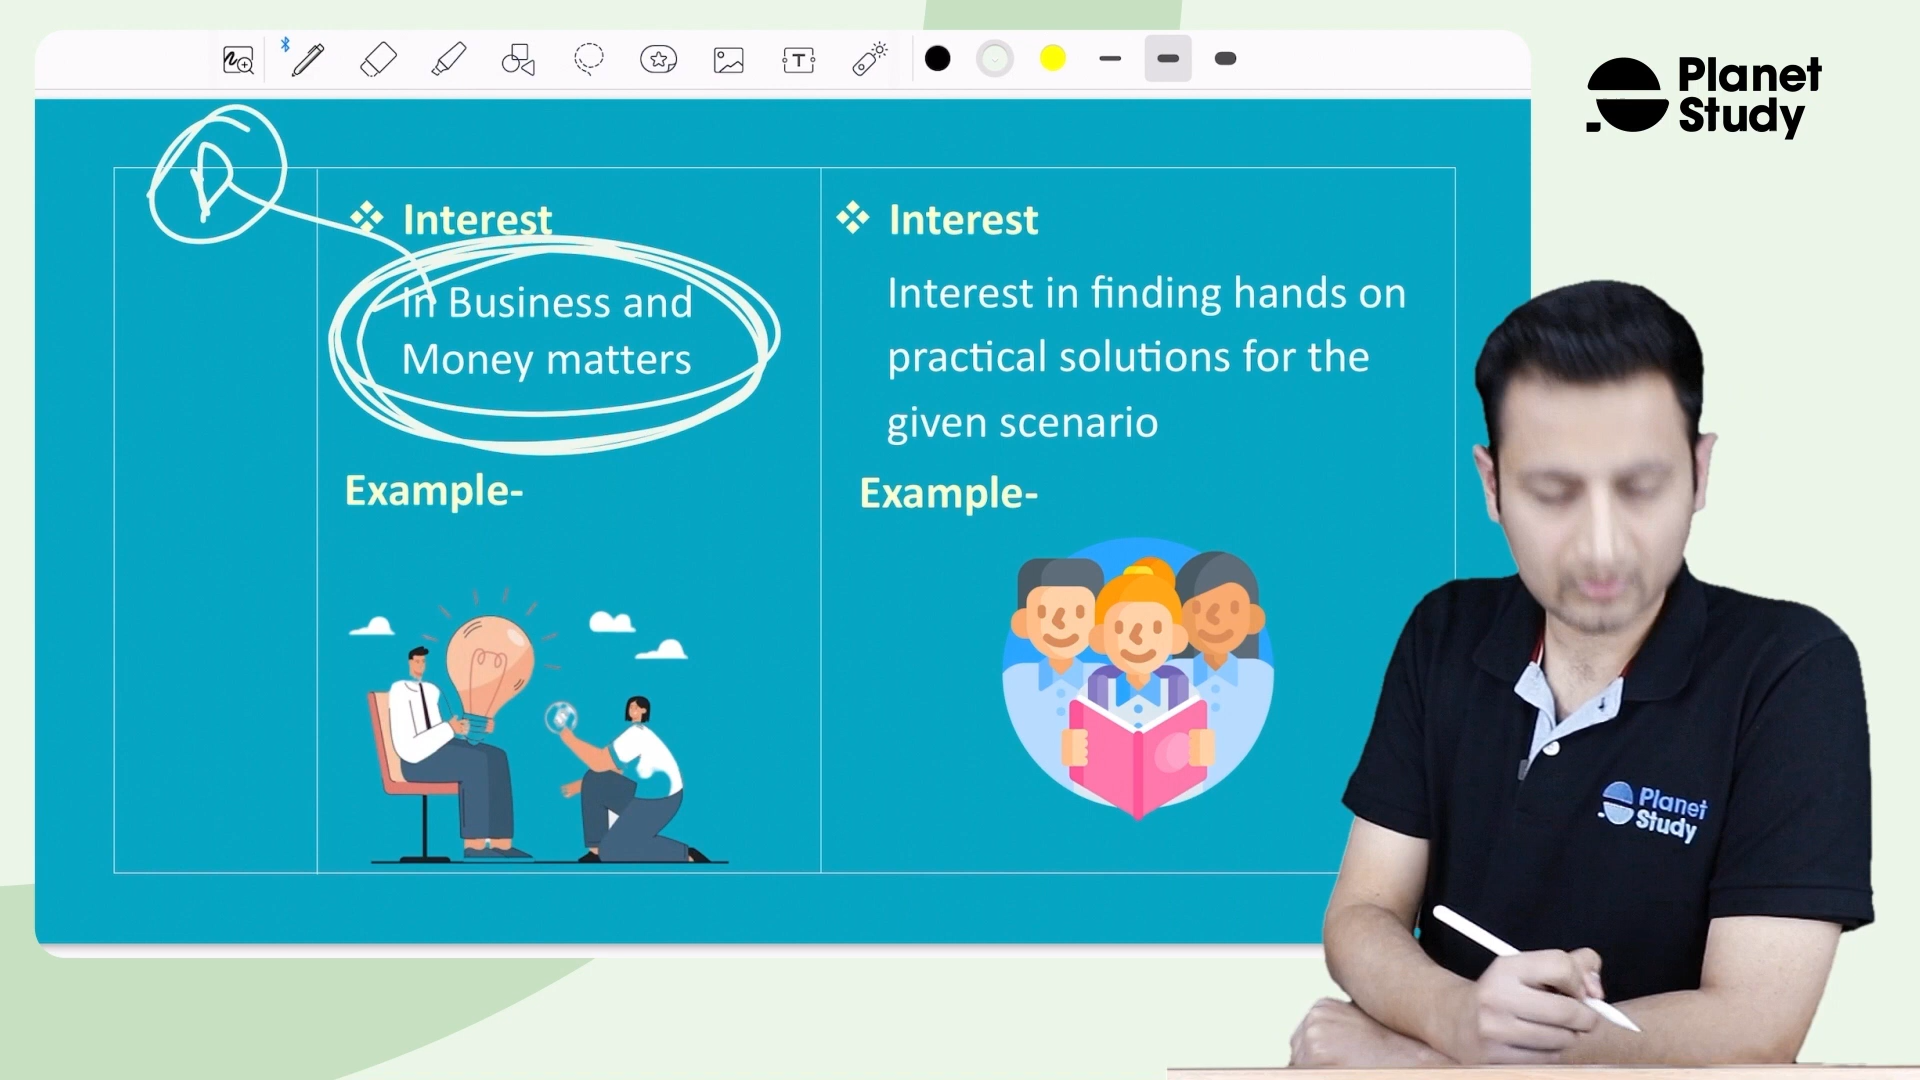 Planet
Study
T
D
Interest
In Business and
Money matters
Example-
Interest
Interest in finding hands on
practical solutions for the
given scenario
Example-
Planet
Study